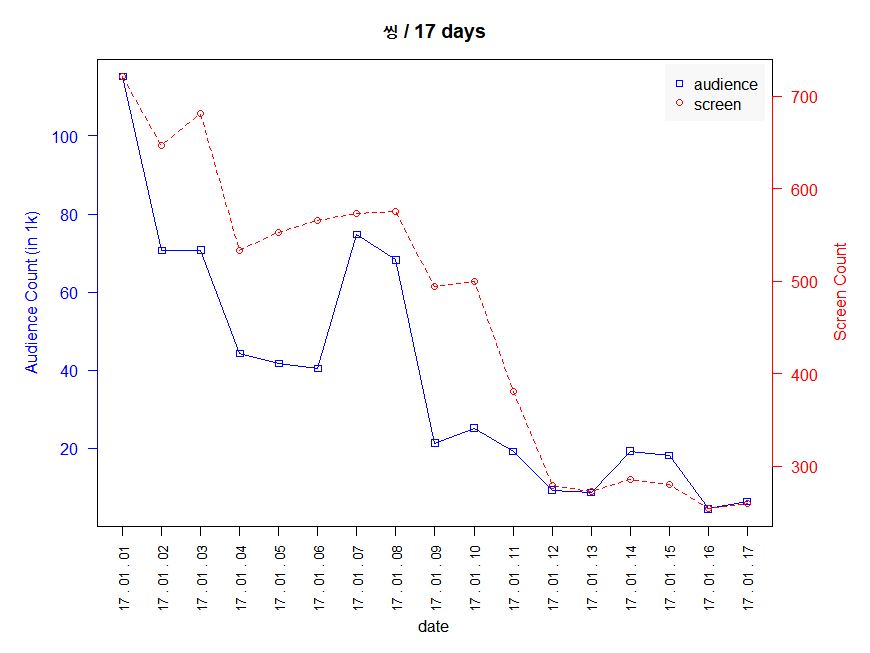 씽 / 17 days
audience
screen
Audience Count (in 1k)
100
80
60
40
20
700
600
500
400
300
Screen Count
17 . 01 . 01
17 . 01 . 02
17 . 01 . 03
17 . 01 . 04
17 . 01 . 05
17 . 01 . 06
17 . 01 . 07
17 . 01 . 08
17 . 01 . 09
17 . 01 . 10
17 . 01 . 11
17 . 01 . 12
17 . 01 . 13
17 . 01 . 14
17 . 01 . 15
17 . 01 . 16
17 . 01 . 17
date